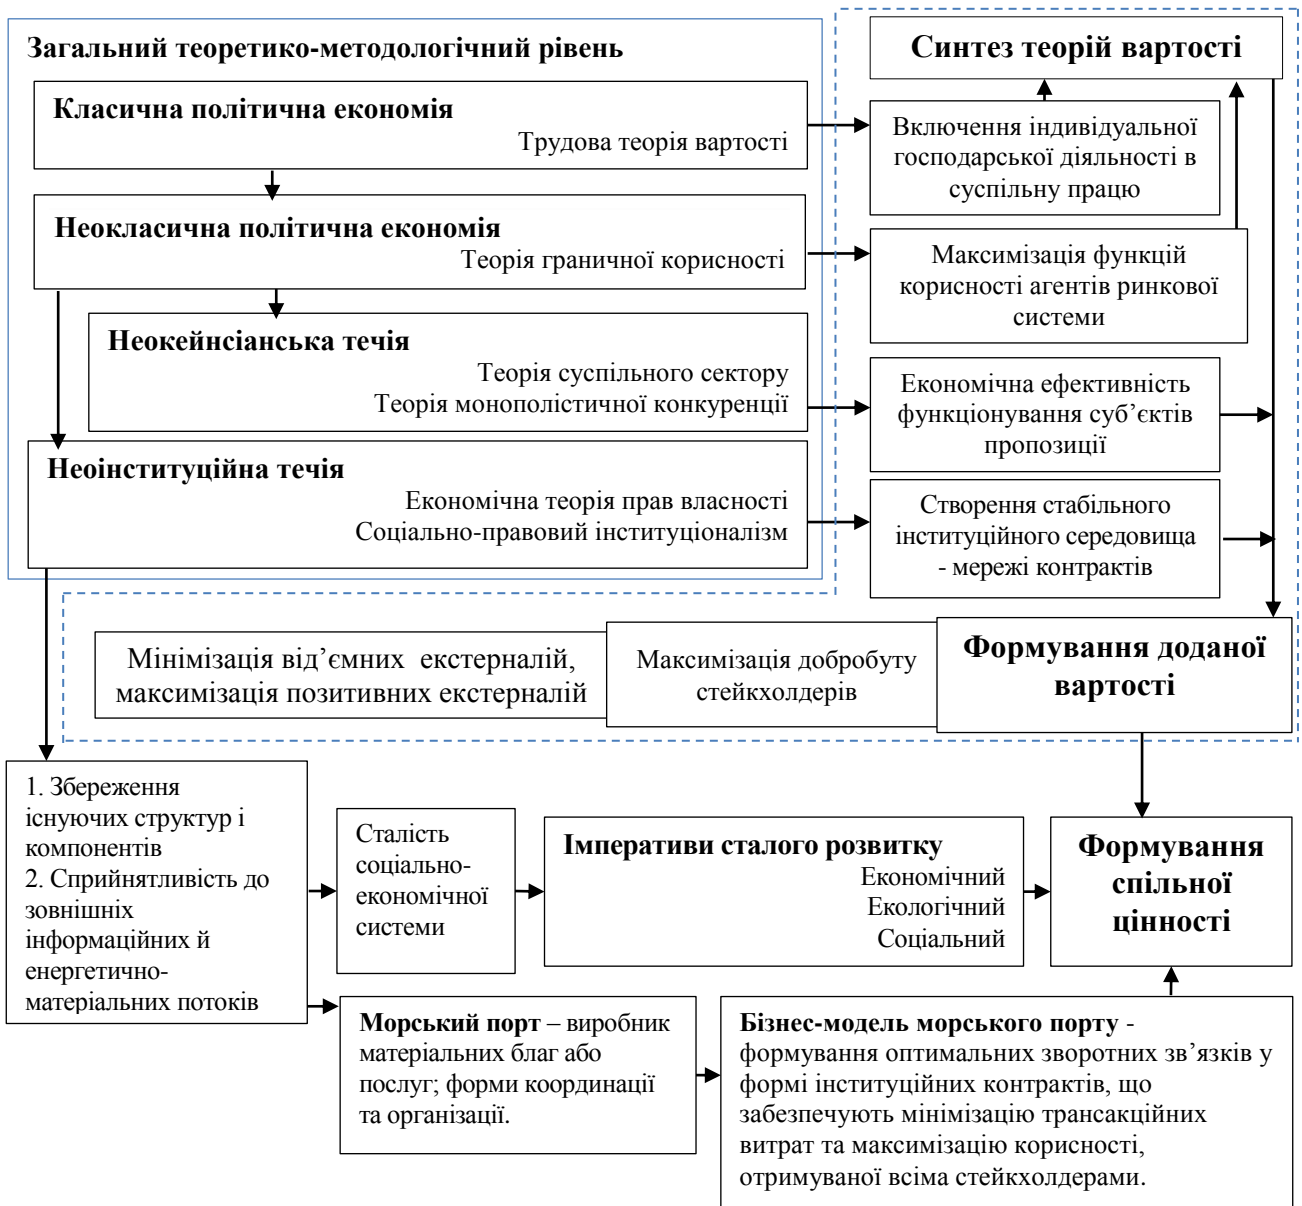 Загальний теоретико-методологічний рівень
Класична політична економія
Трудова теорія вартості
Неокласична політична економія
Теорія граничної корисності
Неокейнсіанська течія
Теорія суспільного сектору
Теорія монополістичної конкуренції
Неоінституційна течія
Економічна теорія прав власності
Соціально-правовий інституціоналізм
Синтез теорій вартості
Включення індивідуальної
господарської діяльності в
суспільну працю
Максимізація функцій
корисності агентів ринкової
системи
Економічна ефективність
функціонування суб’єктів
пропозиції
Створення стабільного
інституційного середовища
- мережі контрактів
Мінімізація від’ємних екстерналій,
максимізація позитивних екстерналій
Максимізація добробуту
стейкхолдерів
Формування доданої
вартості
1. Збереження
існуючих структур і
компонентів
2. Сприйнятливість до
зовнішніх
інформаційних й
енергетично-
матеріальних потоків
Сталість
соціально-
економічної
системи
Імперативи сталого розвитку
Економічний
Екологічний
Соціальний
Формування
спільної
цінності
Морський порт – виробник
матеріальних благ або
послуг; форми координації
та організації.
Бізнес-модель морського порту -
формування оптимальних зворотних зв’язків у
формі інституційних контрактів, що
забезпечують мінімізацію трансакційних
витрат та максимізацію корисності,
отримуваної всіма стейкхолдерами.